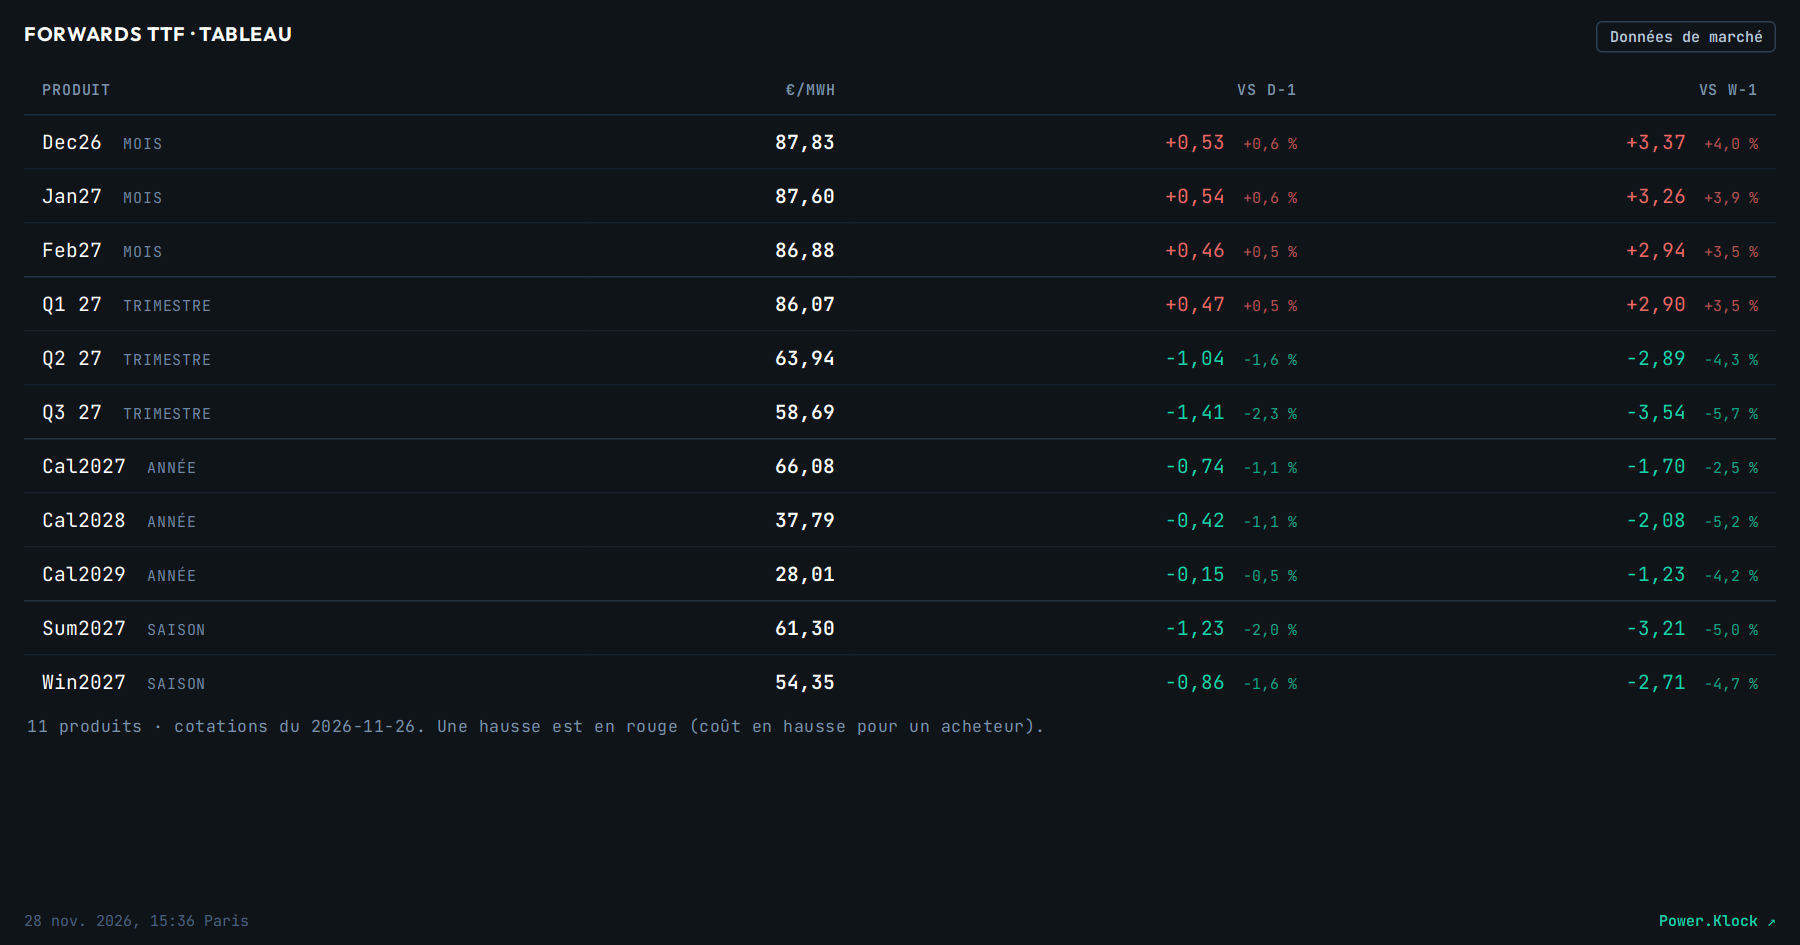 FORWARDS TTF · TABLEAU
Données de marché
PRODUIT €/MWH VS D-1 VS W-1
Dec26 MOIS 87,83 +0,53 +0,6 % +3,37 +4,0 %
Jan27 MOIS 87,60 +0,54 +0,6 % +3,26 +3,9 %
Feb27 MOIS 86,88 +0,46 +0,5 % +2,94 +3,5 %
Q1 27 TRIMESTRE 86,07 +0,47 +0,5 % +2,90 +3,5 %
Q2 27 TRIMESTRE 63,94 -1,04 -1,6 % -2,89 -4,3 %
Q3 27 TRIMESTRE 58,69 -1,41 -2,3 % -3,54 -5,7 %
Cal2027 ANNÉE 66,08 -0,74 -1,1 % -1,70 -2,5 %
Cal2028 ANNÉE 37,79 -0,42 -1,1 % -2,08 -5,2 %
Cal2029 ANNÉE 28,01 -0,15 -0,5 % -1,23 -4,2 %
Sum2027 SAISON 61,30 -1,23 -2,0 % -3,21 -5,0 %
Win2027 SAISON 54,35 -0,86 -1,6 % -2,71 -4,7 %
11 produits · cotations du 2026-11-26. Une hausse est en rouge (coût en hausse pour un acheteur).
28 nov. 2026, 15:36 Paris
Power.Klock ↗